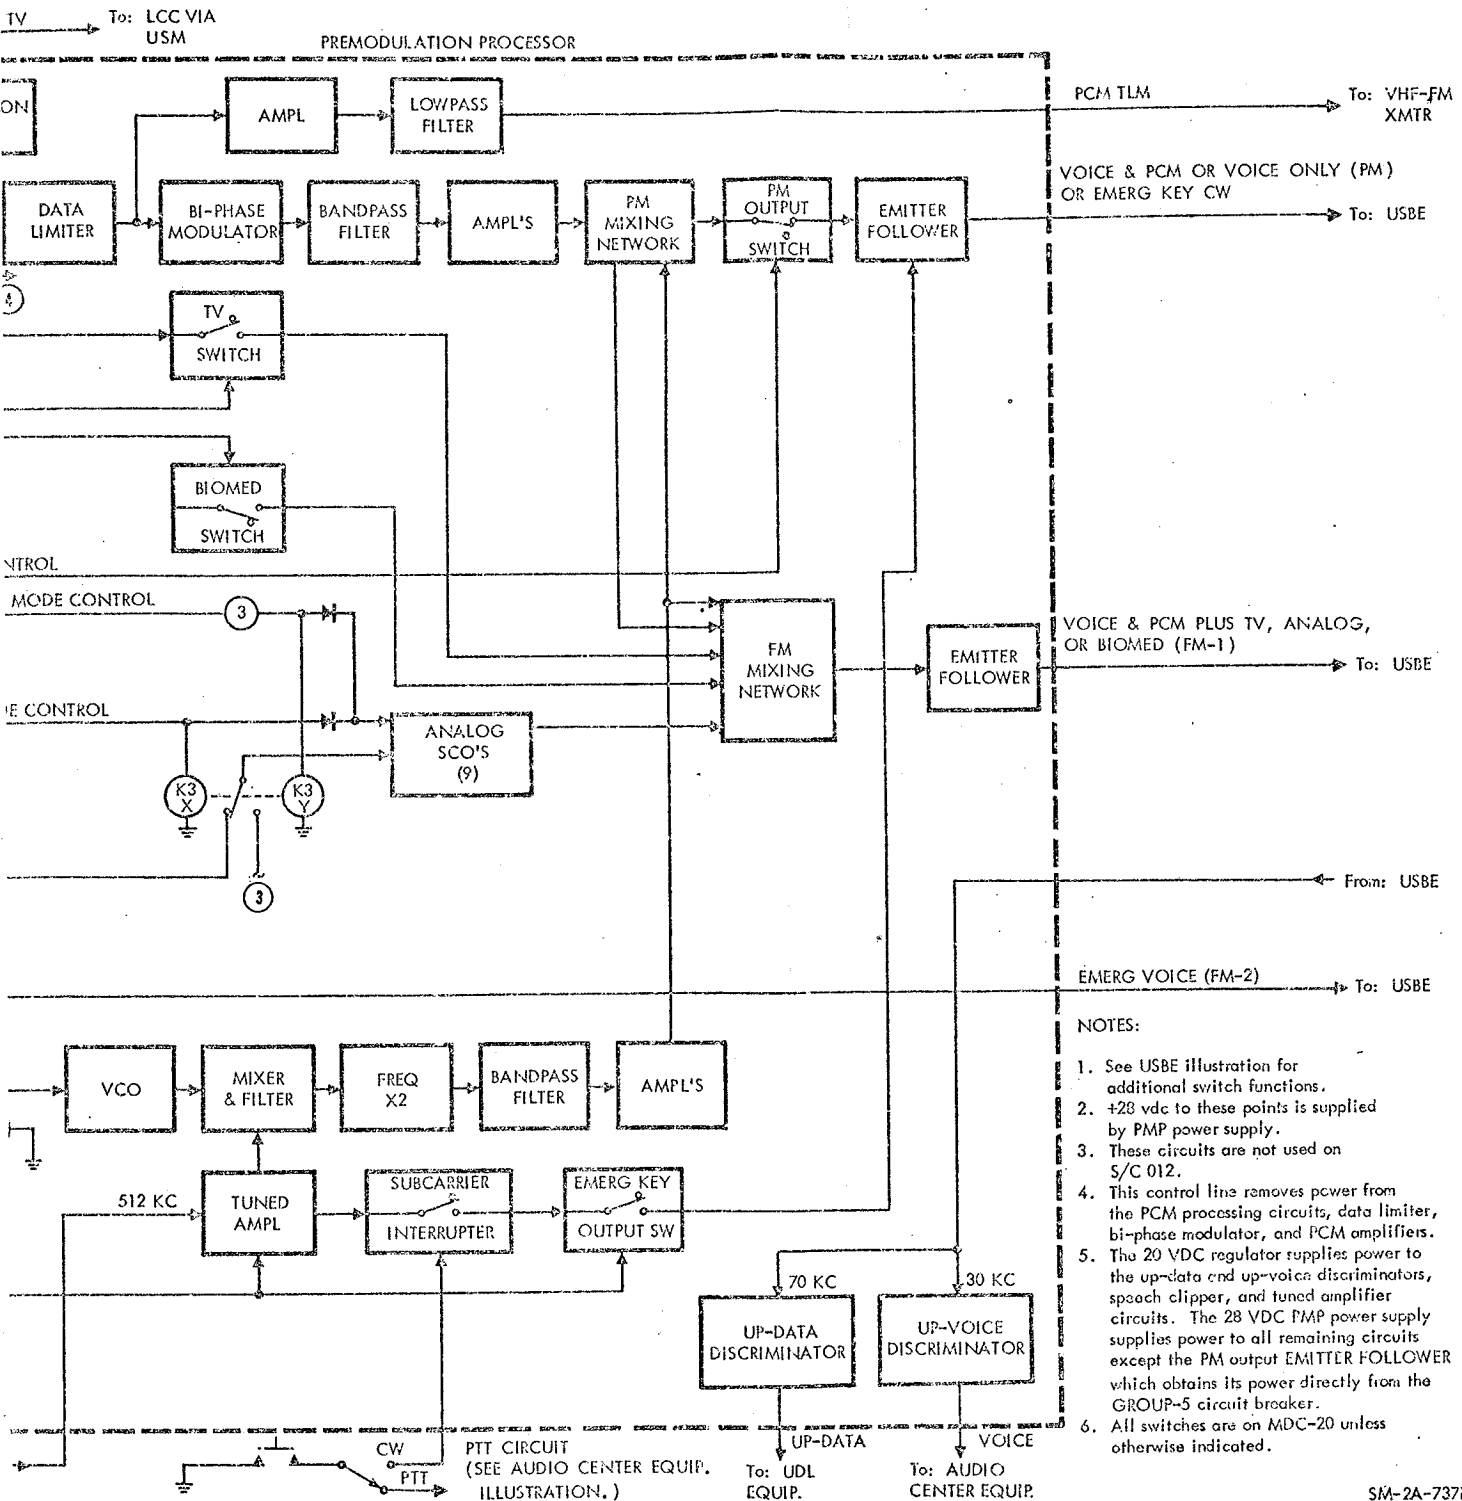 TV
To: LCC VIA
USM
PREMODULATION PROCESSOR
ON
AMPL
LOWPASS
FILTER
PCM TLM
To: VHF-FM
XMTR
DATA
LIMITER
BI-PHASE
MODULATOR
BANDPASS
FILTER
AMPL'S
PM
MIXING
NETWORK
PM
OUTPUT
SWITCH
EMITTER
FOLLOWER
VOICE & PCM OR VOICE ONLY (PM)
OR EMERG KEY CW
To: USBE
4
TV
SWITCH
BIOMED
SWITCH
NTROL
MODE CONTROL
3
FM
MIXING
NETWORK
EMITTER
FOLLOWER
VOICE & PCM PLUS TV, ANALOG,
OR BIOMED (FM-1)
To: USBE
E CONTROL
ANALOG
SCO'S
(9)
K3
X
K3
Y
3
From: USBE
EMERG VOICE (FM-2)
To: USBE
VCO
MIXER
& FILTER
FREQ
X2
BANDPASS
FILTER
AMPL'S
512 KC
TUNED
AMPL
SUBCARRIER
INTERRUPTER
EMERG KEY
OUTPUT SW
70 KC
30 KC
UP-DATA
DISCRIMINATOR
UP-VOICE
DISCRIMINATOR
CW
PTT
PTT CIRCUIT
(SEE AUDIO CENTER EQUIP.
ILLUSTRATION.)
UP-DATA
To: UDL
EQUIP.
VOICE
To: AUDIO
CENTER EQUIP.
NOTES:
1. See USBE illustration for
additional switch functions.
2. +28 vdc to these points is supplied
by PMP power supply.
3. These circuits are not used on
S/C 012.
4. This control line removes power from
the PCM processing circuits, data limiter,
bi-phase modulator, and PCM amplifiers.
5. The 20 VDC regulator supplies power to
the up-data and up-voice discriminators,
speech clipper, and tuned amplifier
circuits. The 28 VDC PMP power supply
supplies power to all remaining circuits
except the PM output EMITTER FOLLOWER
which obtains its power directly from the
GROUP-5 circuit breaker.
6. All switches are on MDC-20 unless
otherwise indicated.
SM-2A-737